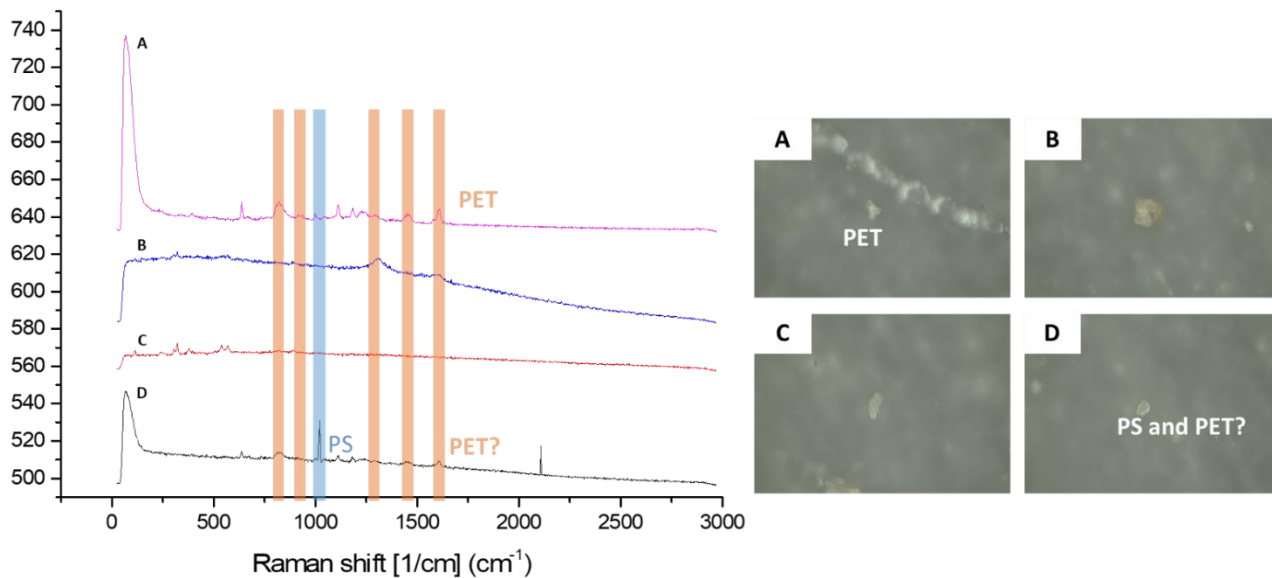 740
720
700
680
660
640
620
600
580
560
540
520
500
A
B
C
D
PET
PS
PET?
0
500
1000
1500
2000
2500
3000
Raman shift [1/cm] (cm⁻¹)
A
PET
B
C
D
PS and PET?